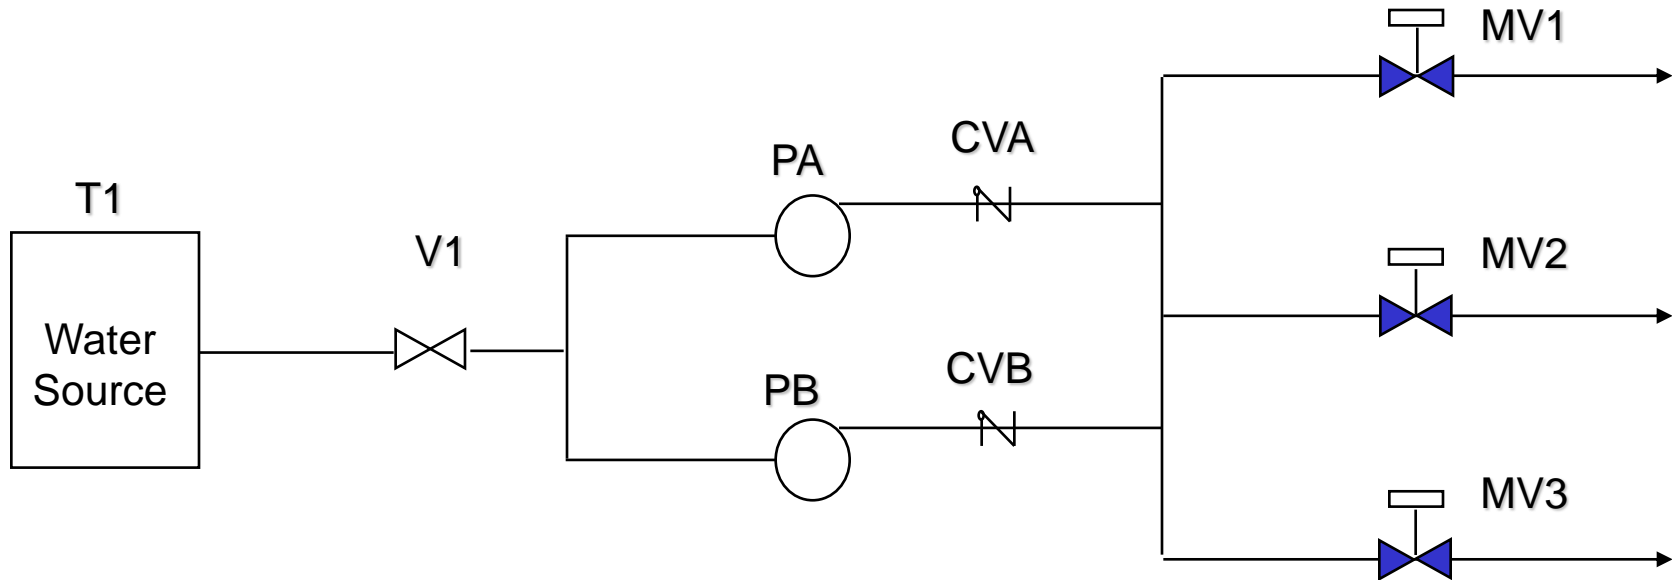 MV1
CVA
PA
T1
V1
MV2
Water
Source
CVB
PB
MV3